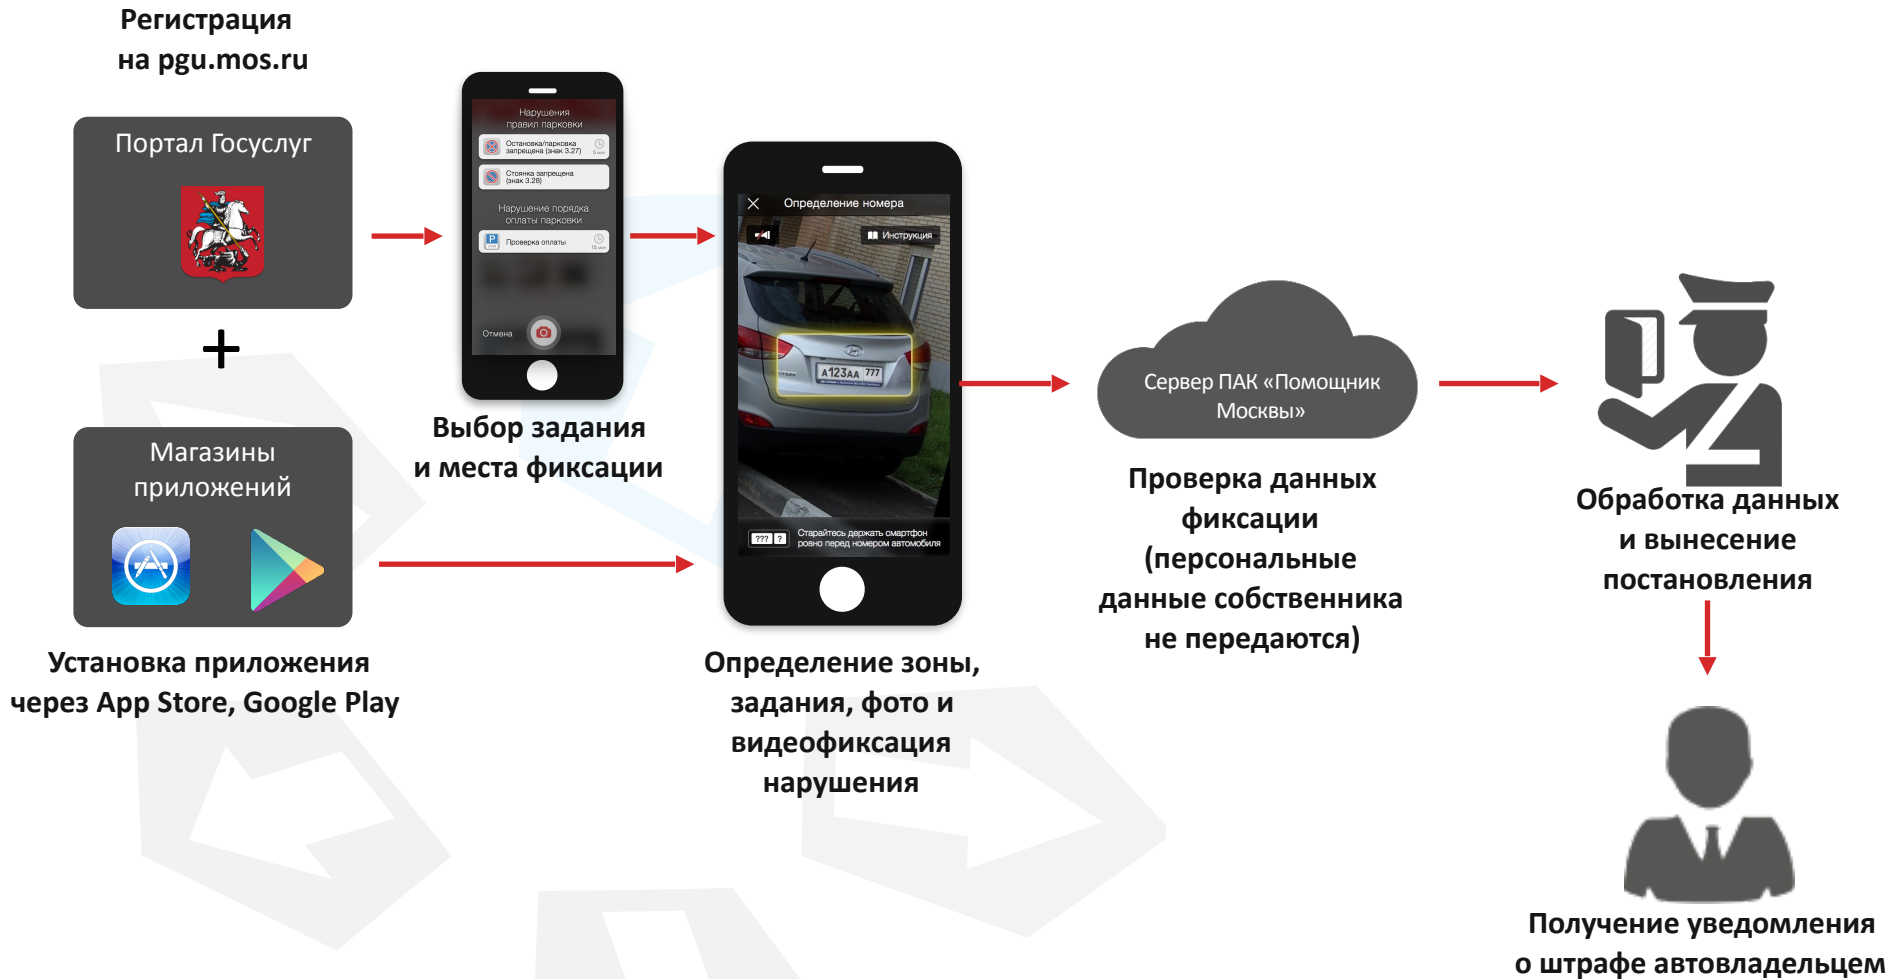 Регистрация
на pgu.mos.ru
Портал Госуслуг
+
Магазины
приложений
Установка приложения
через App Store, Google Play
Нарушения
правил парковки
Остановка/парковка
запрещена (знак 3.27)
5 мин
Стоянка запрещена
(знак 3.28)
Нарушение порядка
оплаты парковки
Проверка оплаты
15 мин
Отмена
Выбор задания
и места фиксации
Определение номера
Инструкция
А123АА 777
??? ?
Старайтесь держать смартфон
ровно перед номером автомобиля
Определение зоны,
задания, фото и
видеофиксация
нарушения
Сервер ПАК «Помощник
Москвы»
Проверка данных
фиксации
(персональные
данные собственника
не передаются)
Обработка данных
и вынесение
постановления
Получение уведомления
о штрафе автовладельцем